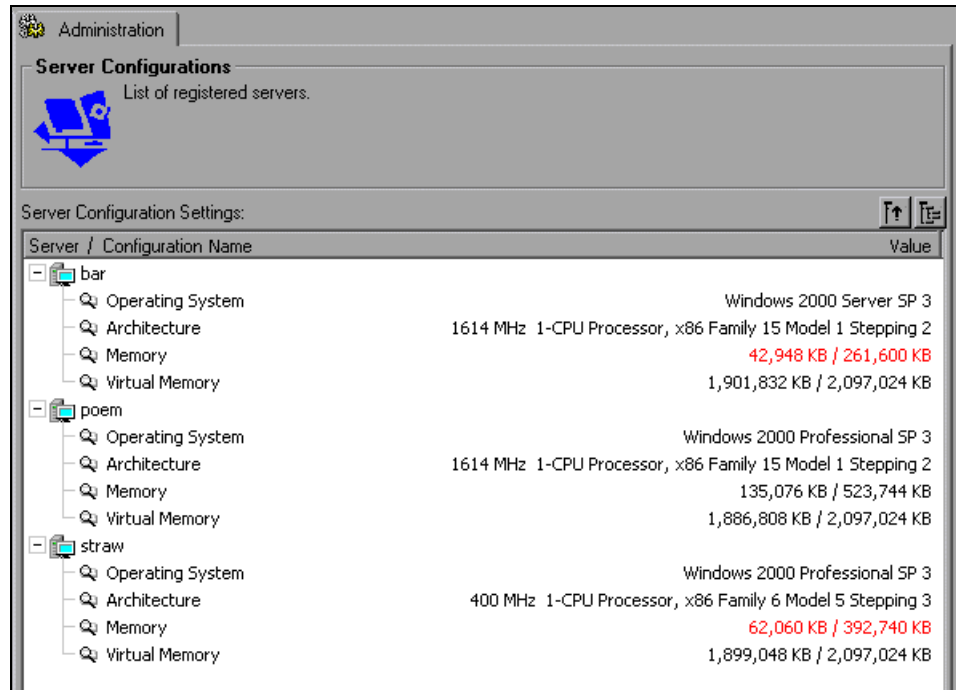 Administration
Server Configurations
List of registered servers.
Server Configuration Settings:
Server / Configuration Name Value
bar
Operating System Windows 2000 Server SP 3
Architecture 1614 MHz 1-CPU Processor, x86 Family 15 Model 1 Stepping 2
Memory 42,948 KB / 261,600 KB
Virtual Memory 1,901,832 KB / 2,097,024 KB
poem
Operating System Windows 2000 Professional SP 3
Architecture 1614 MHz 1-CPU Processor, x86 Family 15 Model 1 Stepping 2
Memory 135,076 KB / 523,744 KB
Virtual Memory 1,886,808 KB / 2,097,024 KB
straw
Operating System Windows 2000 Professional SP 3
Architecture 400 MHz 1-CPU Processor, x86 Family 6 Model 5 Stepping 3
Memory 62,060 KB / 392,740 KB
Virtual Memory 1,899,048 KB / 2,097,024 KB